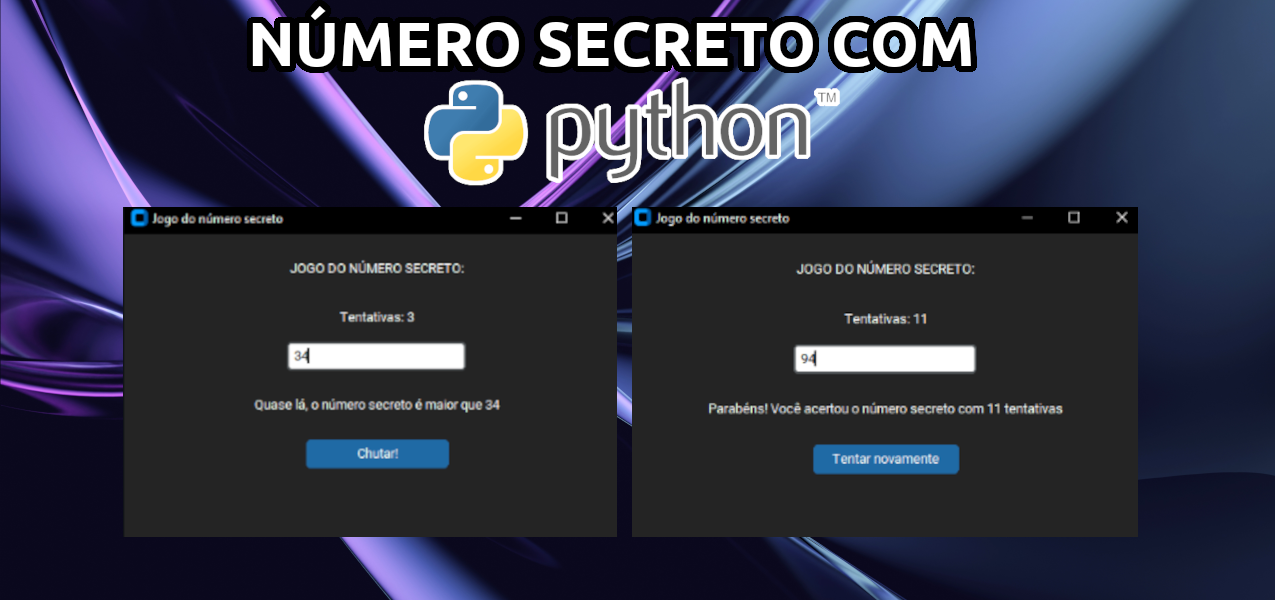 NÚMERO SECRETO COM
python™
Jogo do número secreto
JOGO DO NÚMERO SECRETO:
Tentativas: 3
34
Quase lá, o número secreto é maior que 34
Chutar!
Jogo do número secreto
JOGO DO NÚMERO SECRETO:
Tentativas: 11
94
Parabéns! Você acertou o número secreto com 11 tentativas
Tentar novamente